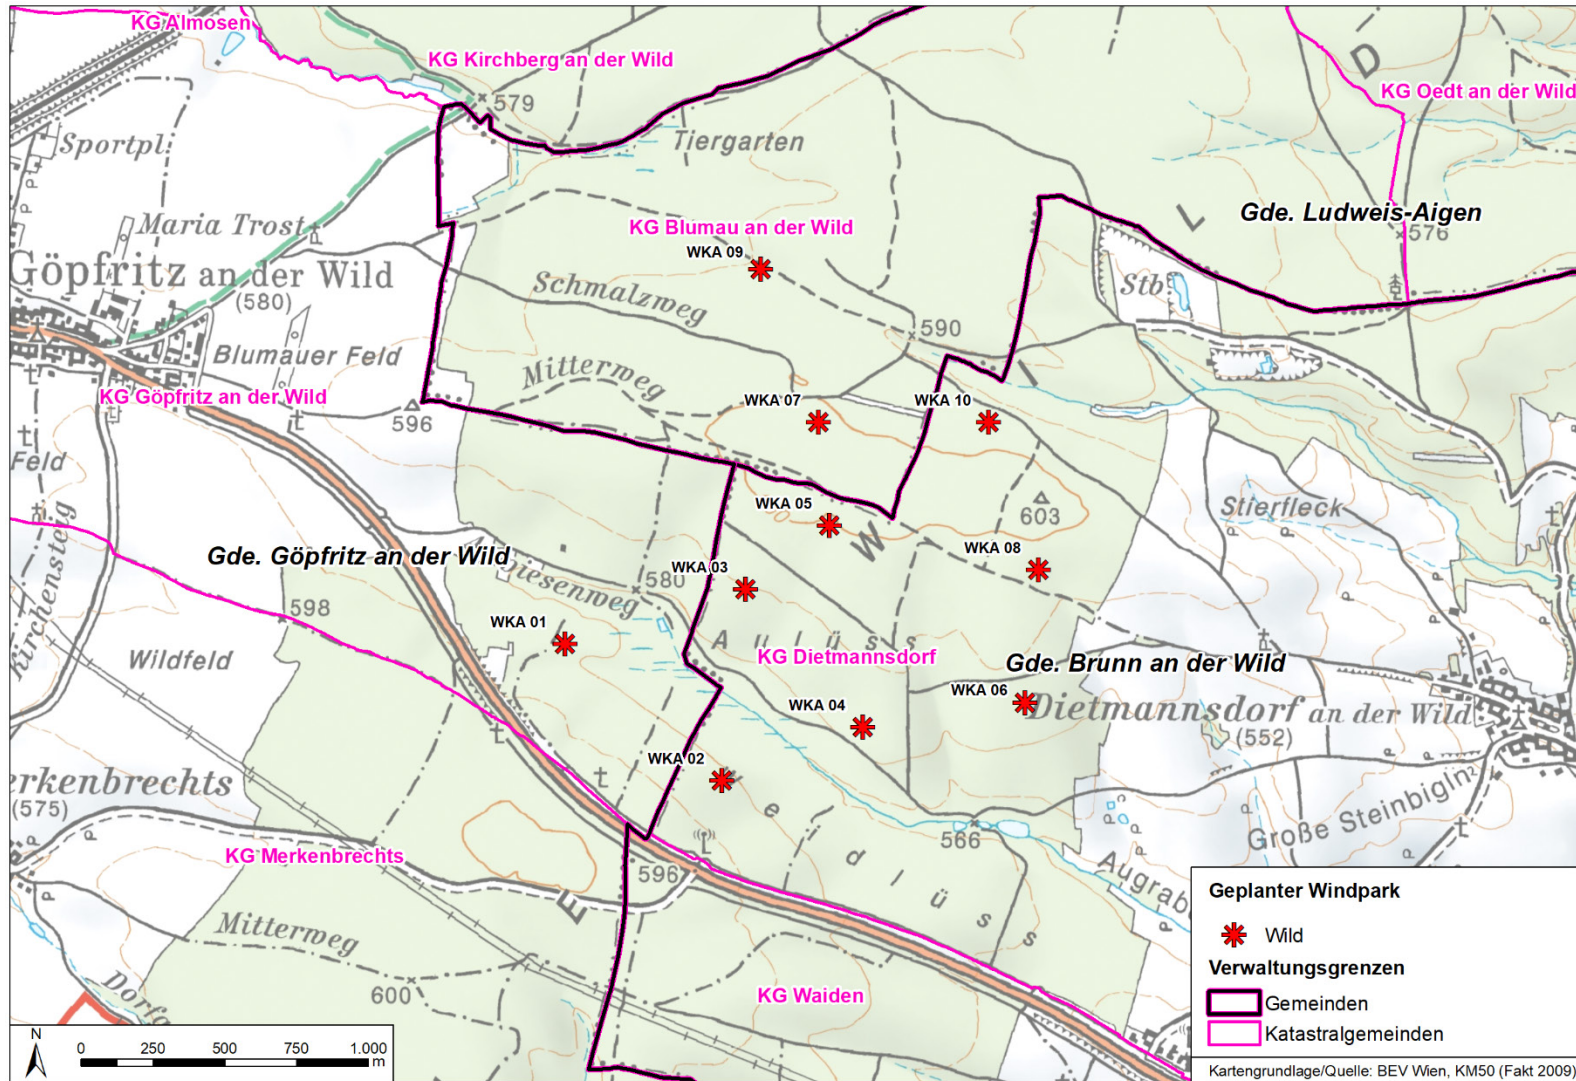 KG Almosen
KG Kirchberg an der Wild
579
KG Oedt an der Wild
D
Sportpl.
Tiergarten
L
Gde. Ludweis-Aigen
576
Maria Trost
KG Blumau an der Wild
WKA 09
Göpfritz an der Wild
(580)
Schmalzweg
Stb.
590
I
Blumauer Feld
Mitterweg
KG Göpfritz an der Wild
596
WKA 07
WKA 10
Feld
Kirchensteig
WKA 05
603
Stierfleck
W
Gde. Göpfritz an der Wild
WKA 08
580
WKA 03
598
WKA 01
Wildfeld
Aulüss
KG Dietmannsdorf
Gde. Brunn an der Wild
WKA 06
WKA 04
Dietmannsdorf an der Wild
(552)
WKA 02
erkenbrechts
(575)
Große Steinbigln
566
KG Merkenbrechts
596
E
Mitterweg
KG Waiden
600
Geplanter Windpark
Wild
Verwaltungsgrenzen
Gemeinden
Katastralgemeinden
N
0 250 500 750 1.000
m
Kartengrundlage/Quelle: BEV Wien, KM50 (Fakt 2009)